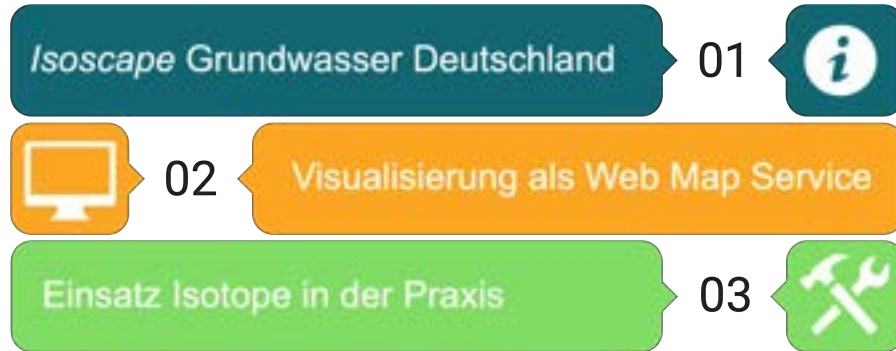 Isoscape Grundwasser Deutschland 01 i
02 Visualisierung als Web Map Service
Einsatz Isotope in der Praxis 03